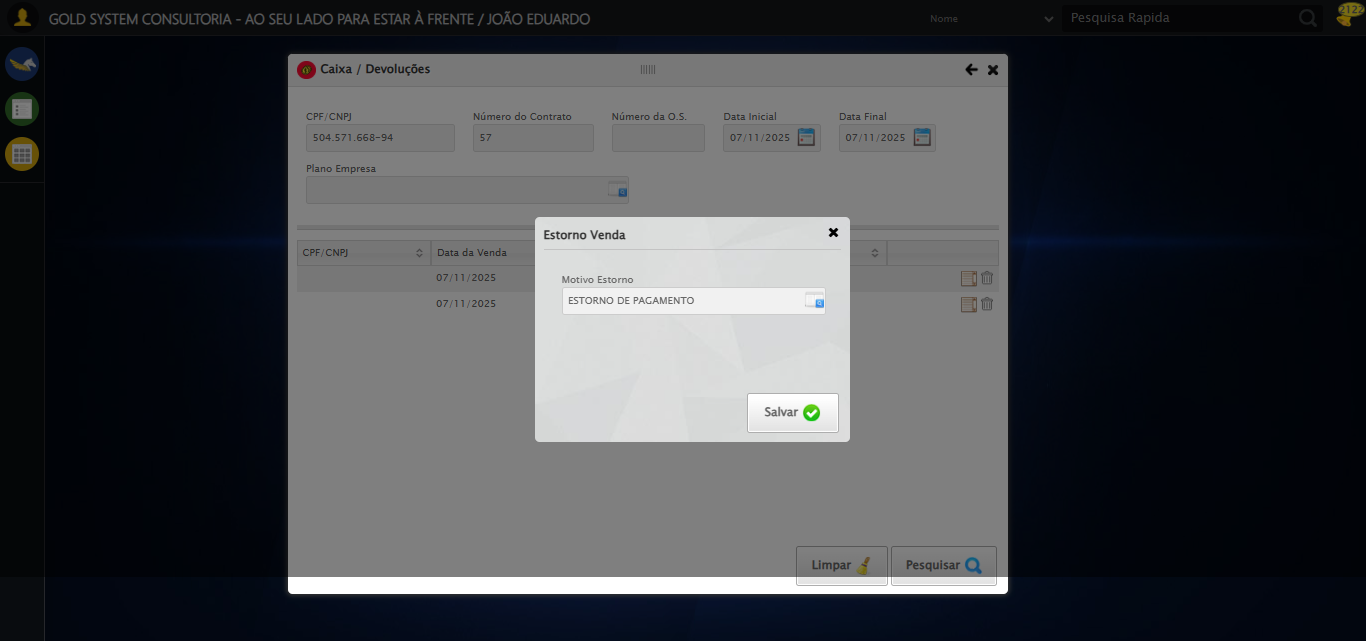 GOLD SYSTEM CONSULTORIA - AO SEU LADO PARA ESTAR À FRENTE / JOÃO EDUARDO
Nome
Pesquisa Rapida
2122
Caixa / Devoluções
CPF/CNPJ
Número do Contrato
Número da O.S.
Data Inicial
Data Final
504.571.668-94
57
07/11/2025
07/11/2025
Plano Empresa
CPF/CNPJ
Data da Venda
07/11/2025
07/11/2025
Estorno Venda
Motivo Estorno
ESTORNO DE PAGAMENTO
Salvar
Limpar
Pesquisar